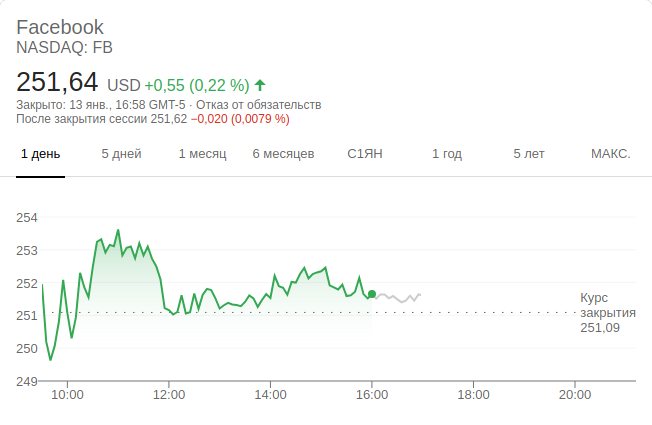 Facebook
NASDAQ: FB
251,64 USD +0,55 (0,22 %) ↑
Закрыто: 13 янв., 16:58 GMT-5 · Отказ от обязательств
После закрытия сессии 251,62 −0,020 (0,0079 %)
1 день 5 дней 1 месяц 6 месяцев С1ЯН 1 год 5 лет МАКС.
254
253
252
251
250
249
Курс
закрытия
251,09
10:00 12:00 14:00 16:00 18:00 20:00